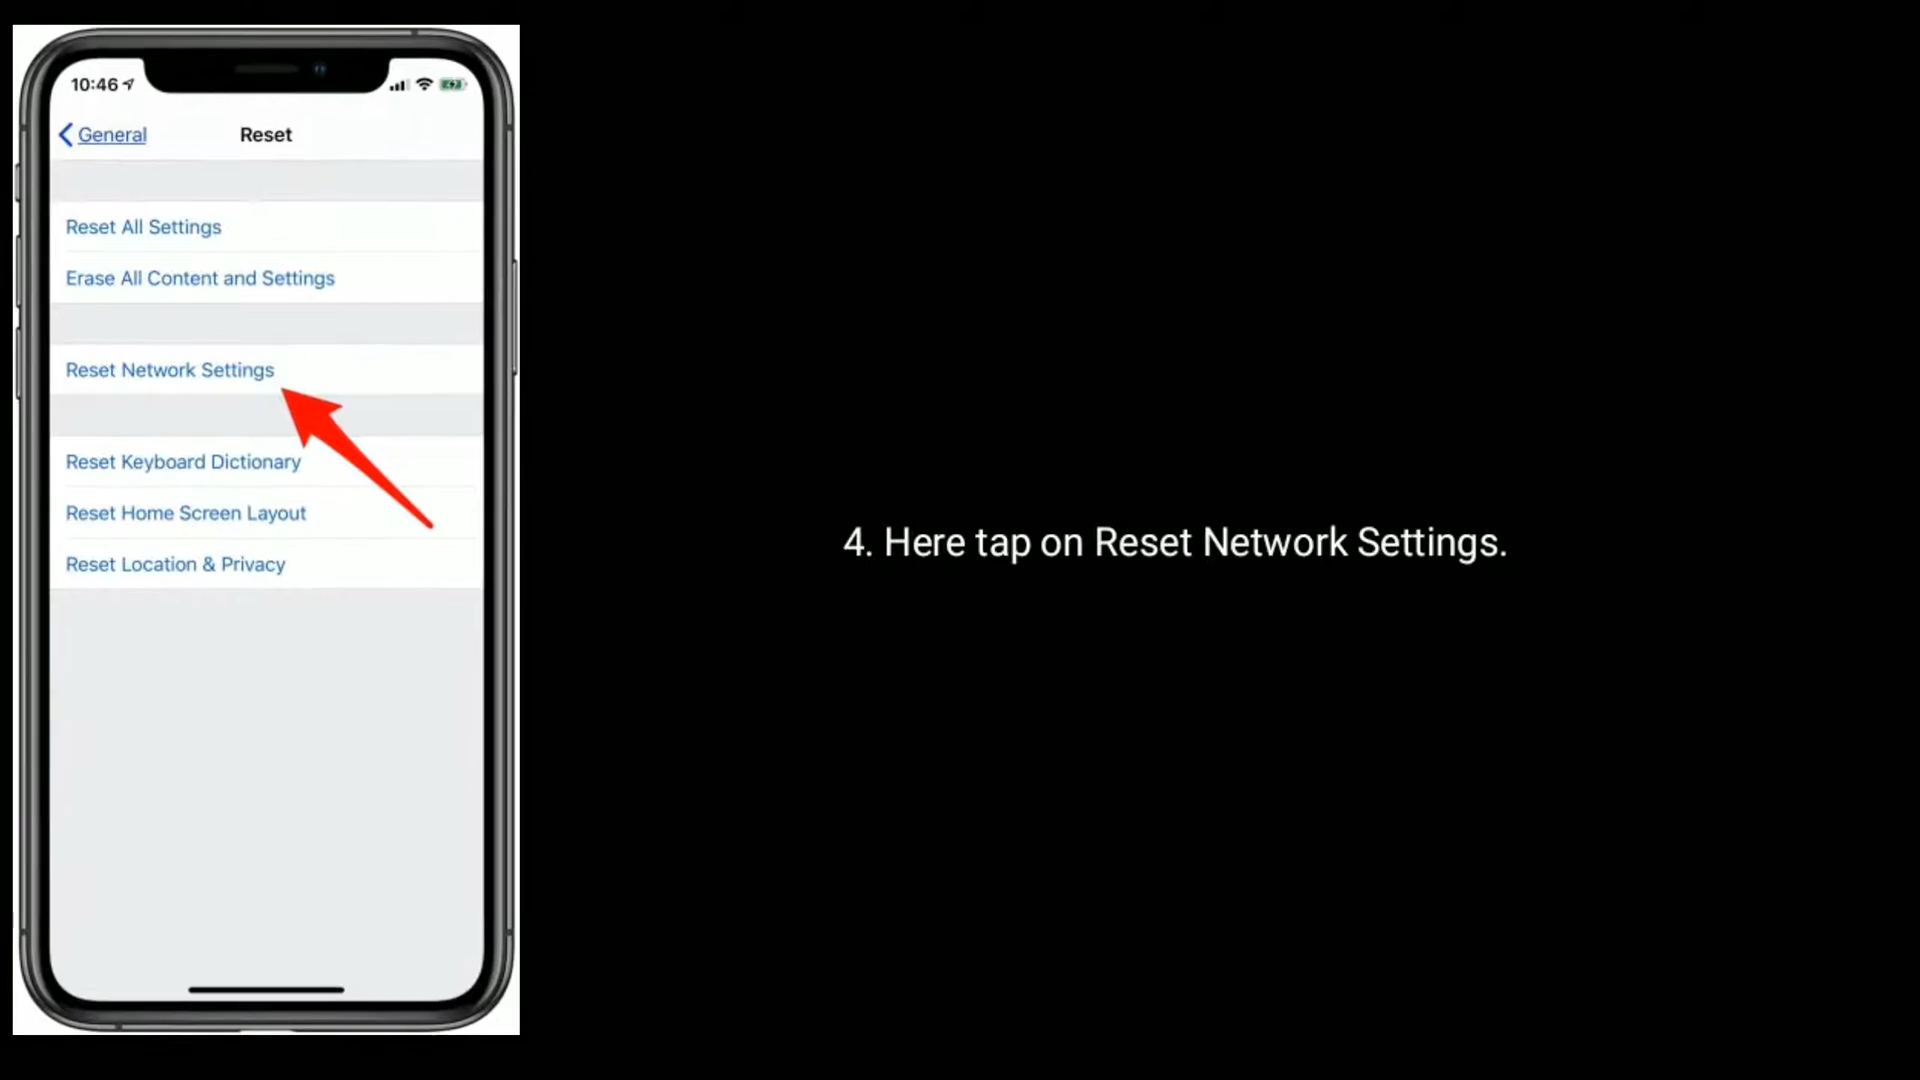 10:46
General
Reset
Reset All Settings
Erase All Content and Settings
Reset Network Settings
Reset Keyboard Dictionary
Reset Home Screen Layout
Reset Location & Privacy
4. Here tap on Reset Network Settings.